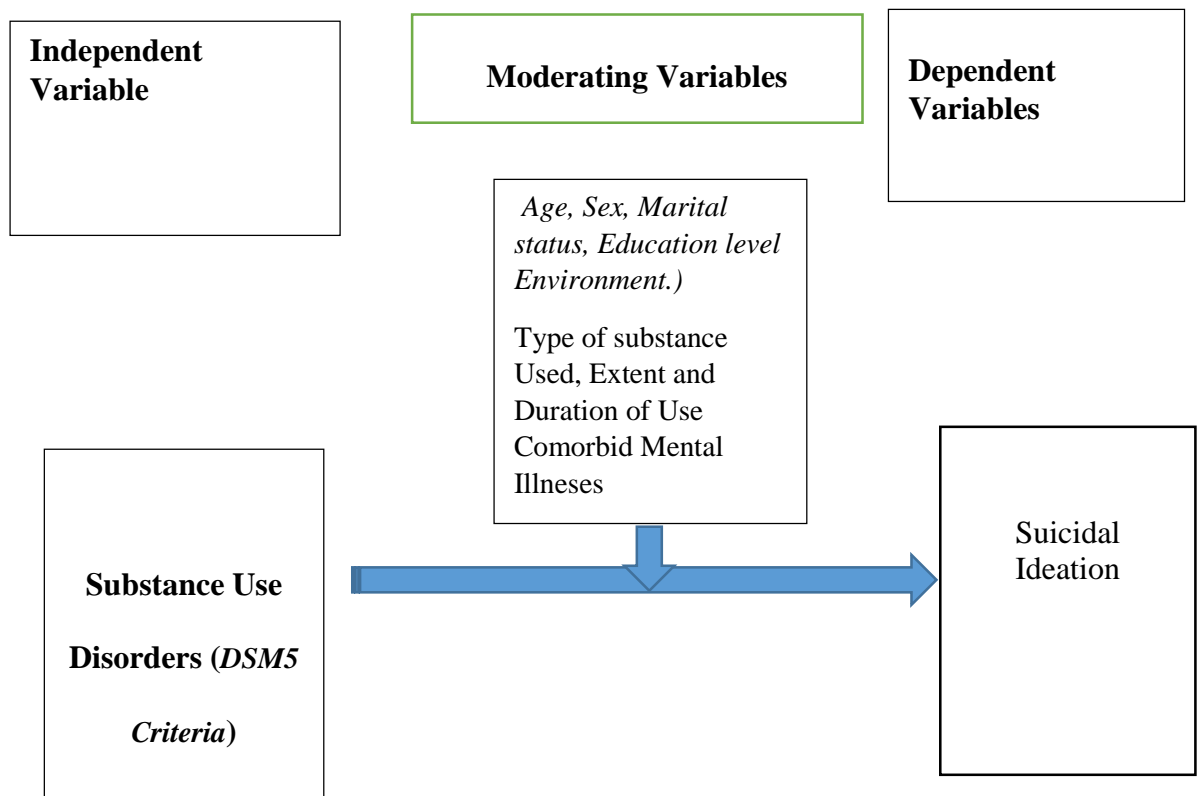 Independent
Variable
Moderating Variables
Dependent
Variables
Age, Sex, Marital
status, Education level
Environment.)
Type of substance
Used, Extent and
Duration of Use
Comorbid Mental
Illneses
Substance Use
Disorders (DSM5
Criteria)
Suicidal
Ideation